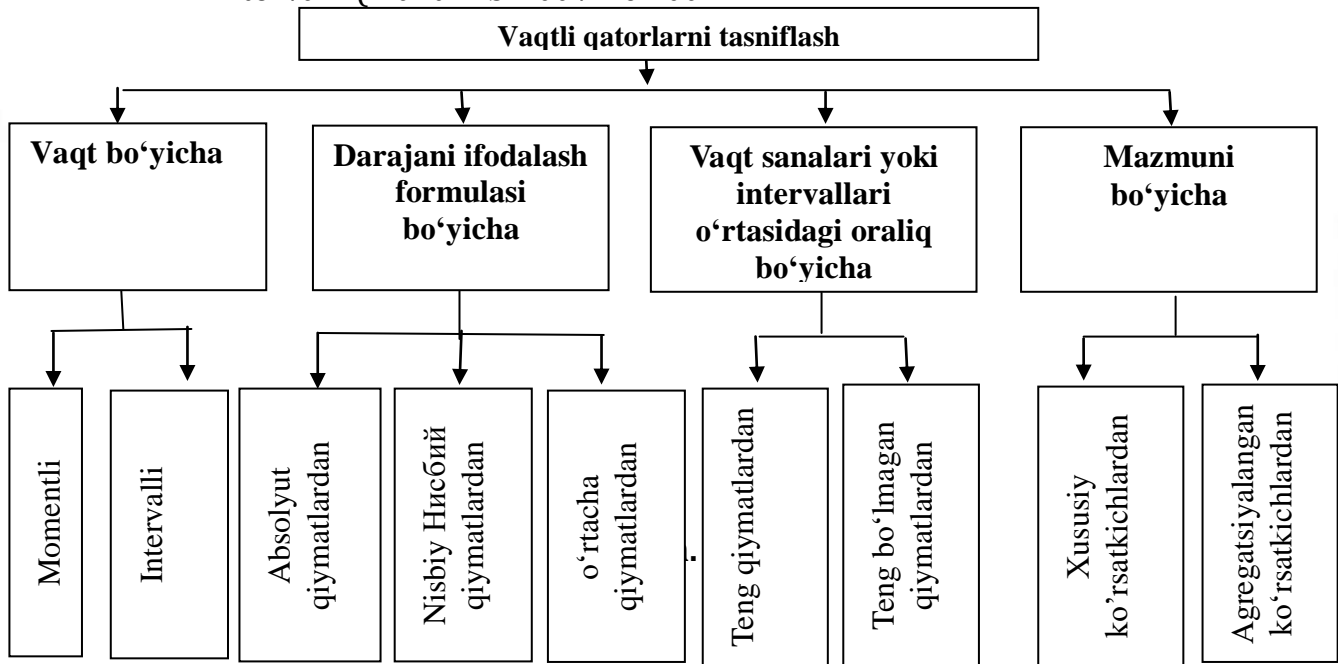 Vaqtli qatorlarni tasniflash
Vaqt bo‘yicha
Darajani ifodalash
formulasi
bo‘yicha
Vaqt sanalari yoki
intervallari
o‘rtasidagi oraliq
bo‘yicha
Mazmuni
bo‘yicha
Momentli
Intervalli
Absolyut
qiymatlardan
Nisbiy Нисбий
qiymatlardan
o‘rtacha
qiymatlardan
Teng qiymatlardan
Teng bo‘lmagan
qiymatlardan
Xususiy
ko’rsatkichlardan
Agregatsiyalangan
ko‘rsatkichlardan